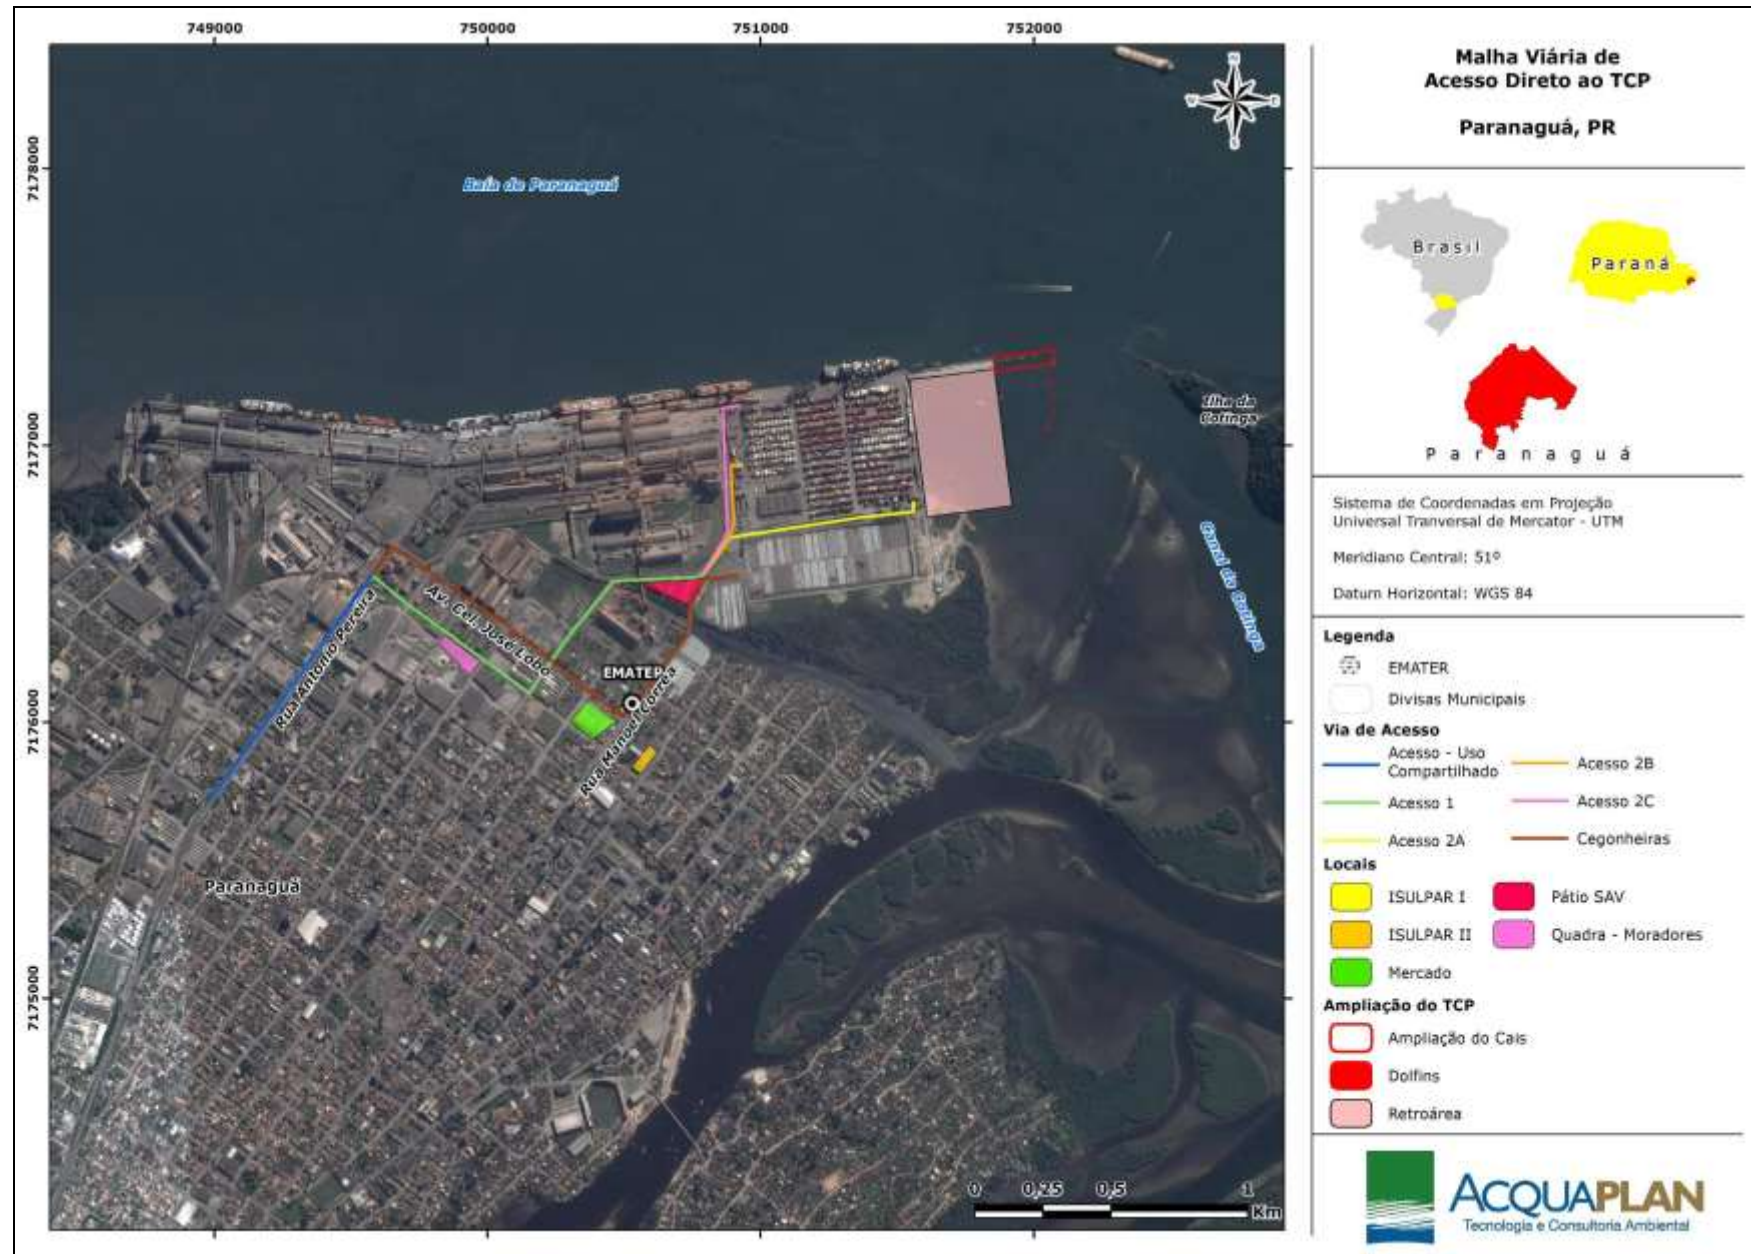 749000
750000
751000
752000
7178000
7177000
7176000
7175000
Baía de Paranaguá
Ilha da
Cotinga
Canal da Cotinga
Av. Cel. José Lobo
Rua Antonio Pereira
EMATER
Rua Manoel Correa
Paranaguá
0 0,25 0,5 1
Km
N
W E
S
Malha Viária de
Acesso Direto ao TCP
Paranaguá, PR
Brasil
Paraná
Paranaguá
Sistema de Coordenadas em Projeção
Universal Tranversal de Mercator - UTM
Meridiano Central: 51º
Datum Horizontal: WGS 84
Legenda
EMATER
Divisas Municipais
Via de Acesso
Acesso - Uso
Compartilhado
Acesso 2B
Acesso 1
Acesso 2C
Acesso 2A
Cegonheiras
Locais
ISULPAR I
Pátio SAV
ISULPAR II
Quadra - Moradores
Mercado
Ampliação do TCP
Ampliação do Cais
Dolfins
Retroárea
ACQUAPLAN
Tecnologia e Consultoria Ambiental